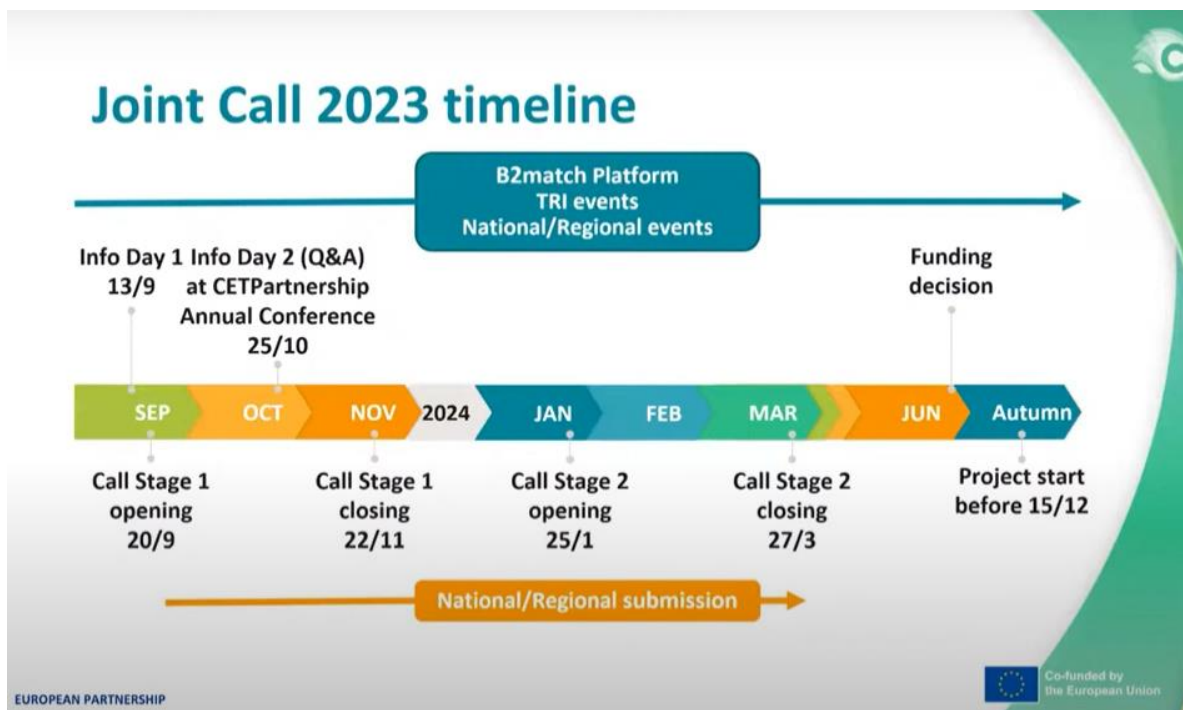 Joint Call 2023 timeline
B2match Platform
TRI events
National/Regional events
Info Day 1
13/9
Info Day 2 (Q&A)
at CETPartnership
Annual Conference
25/10
Funding
decision
SEP
OCT
NOV
2024
JAN
FEB
MAR
JUN
Autumn
Call Stage 1
opening
20/9
Call Stage 1
closing
22/11
Call Stage 2
opening
25/1
Call Stage 2
closing
27/3
Project start
before 15/12
National/Regional submission
EUROPEAN PARTNERSHIP
Co-funded by
the European Union
C